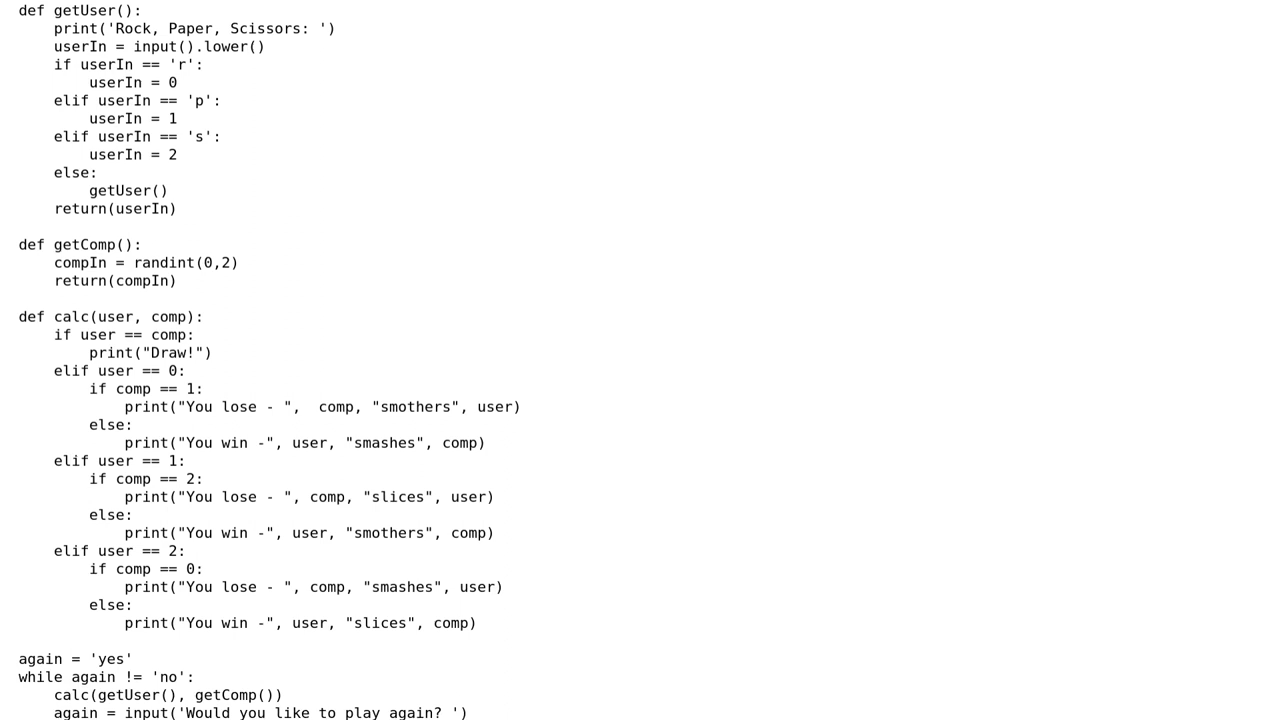 def getUser():
    print('Rock, Paper, Scissors: ')
    userIn = input().lower()
    if userIn == 'r':
        userIn = 0
    elif userIn == 'p':
        userIn = 1
    elif userIn == 's':
        userIn = 2
    else:
        getUser()
    return(userIn)

def getComp():
    compIn = randint(0,2)
    return(compIn)

def calc(user, comp):
    if user == comp:
        print("Draw!")
    elif user == 0:
        if comp == 1:
            print("You lose - ",  comp, "smothers", user)
        else:
            print("You win -", user, "smashes", comp)
    elif user == 1:
        if comp == 2:
            print("You lose - ", comp, "slices", user)
        else:
            print("You win -", user, "smothers", comp)
    elif user == 2:
        if comp == 0:
            print("You lose - ", comp, "smashes", user)
        else:
            print("You win -", user, "slices", comp)

again = 'yes'
while again != 'no':
    calc(getUser(), getComp())
    again = input('Would you like to play again? ')